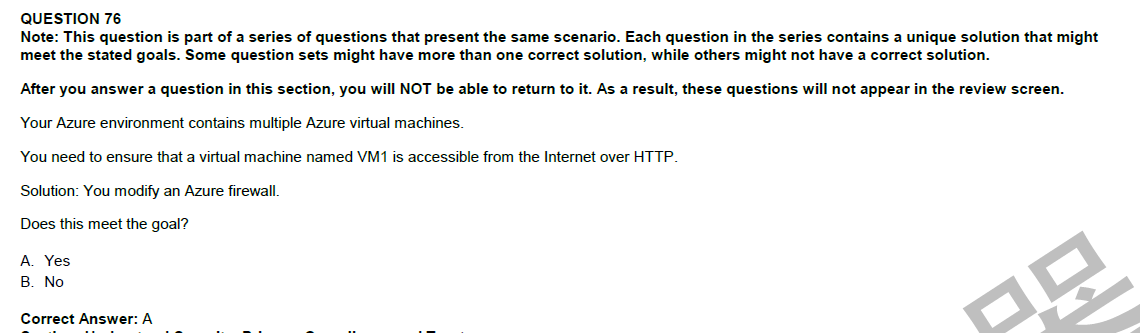 QUESTION 76
Note: This question is part of a series of questions that present the same scenario. Each question in the series contains a unique solution that might
meet the stated goals. Some question sets might have more than one correct solution, while others might not have a correct solution.
After you answer a question in this section, you will NOT be able to return to it. As a result, these questions will not appear in the review screen.
Your Azure environment contains multiple Azure virtual machines.
You need to ensure that a virtual machine named VM1 is accessible from the Internet over HTTP.
Solution: You modify an Azure firewall.
Does this meet the goal?
A. Yes
B. No
Correct Answer: A